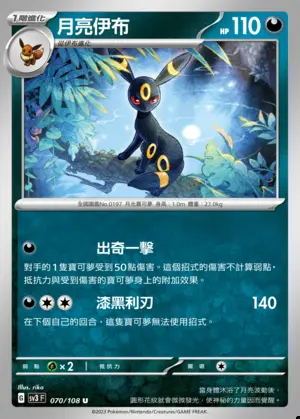 1階進化
月亮伊布
HP 110
從伊布進化
全國圖鑑No.0197 月光寶可夢 身高：1.0m 體重：27.0kg
出奇一擊
對手的1隻寶可夢受到50點傷害。這個招式的傷害不計算弱點、
抵抗力與受到傷害的寶可夢身上的附加效果。
漆黑利刃 140
在下個自己的回合，這隻寶可夢無法使用招式。
弱點 ×2 抵抗力 撤退
Illus. rika
G SV3 F 070/108 U
當身體沐浴了月亮波動後，
圓形花紋就會微微發光，使神奇的力量覺醒。
©2023 Pokémon/Nintendo/Creatures/GAME FREAK.